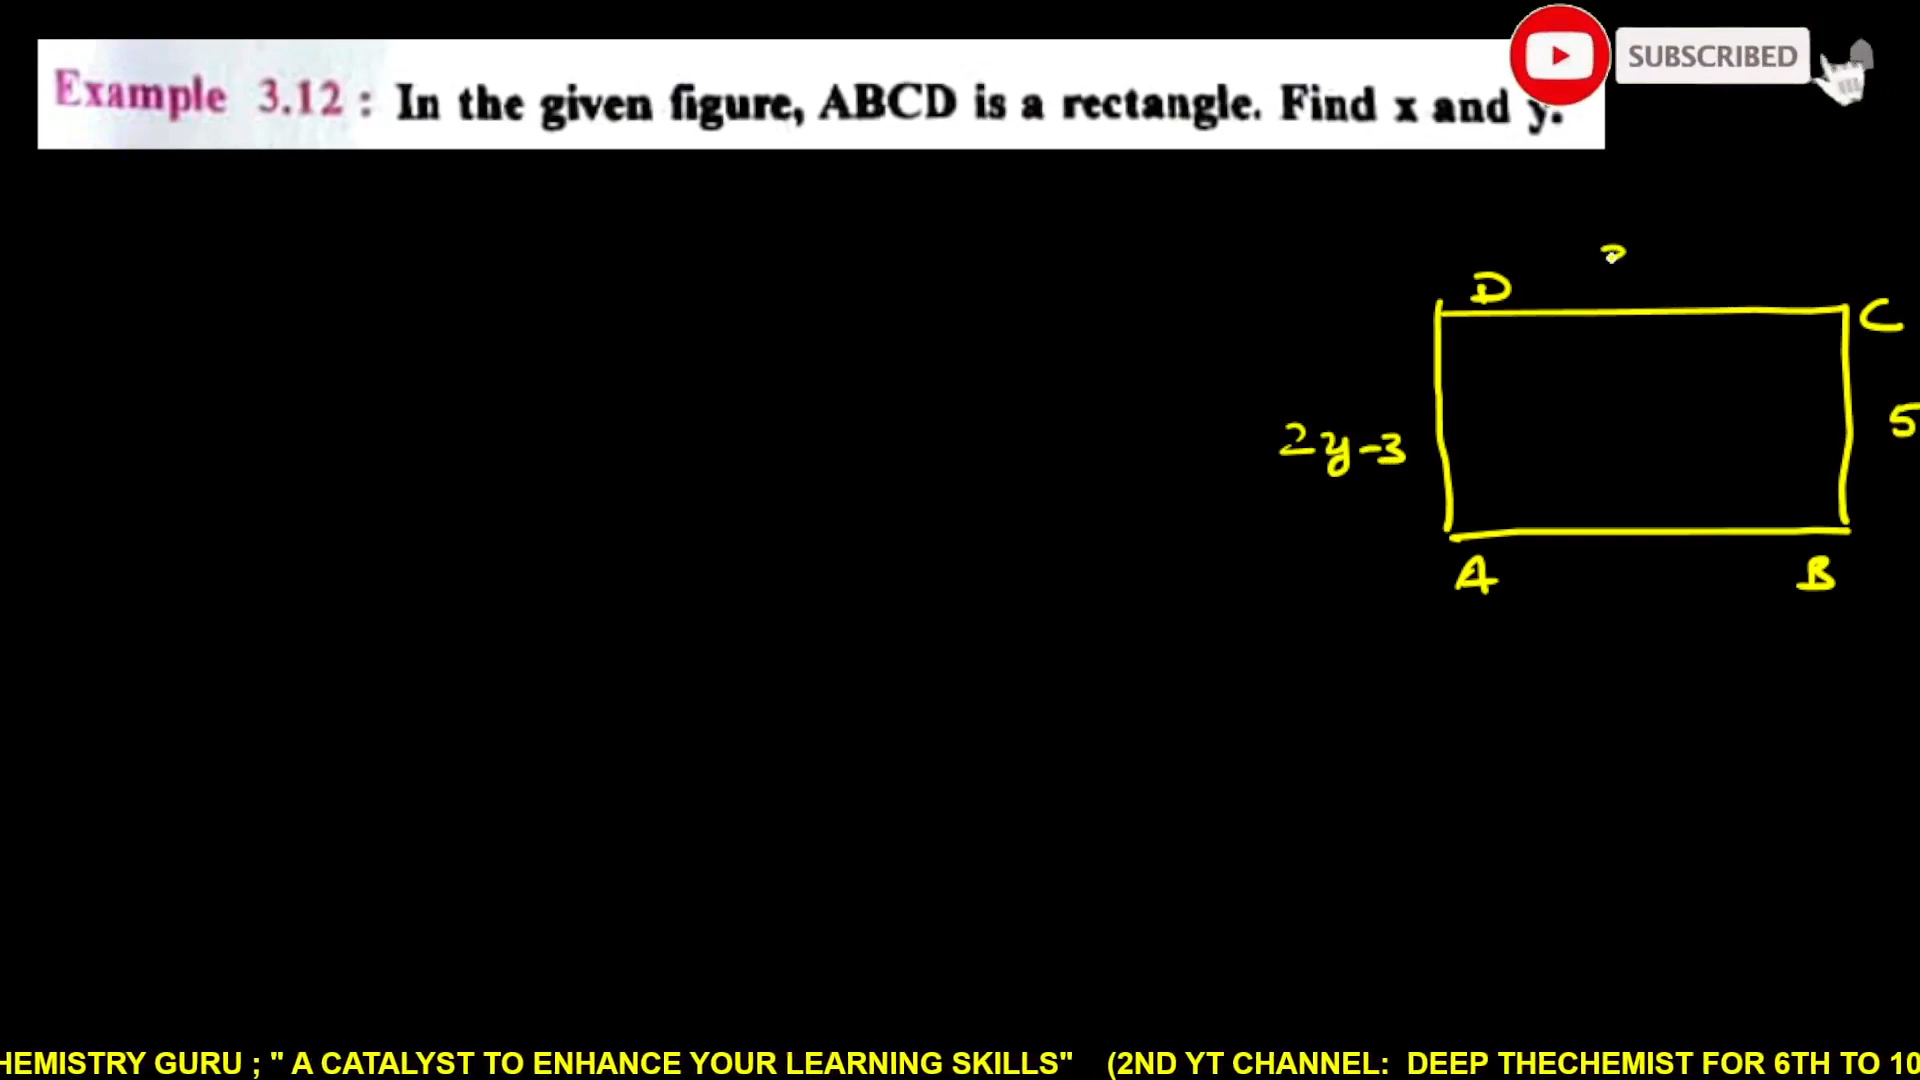 SUBSCRIBED
Example 3.12 : In the given figure, ABCD is a rectangle. Find x and y.
D
C
2y-3
5
A
B
HEMISTRY GURU ; " A CATALYST TO ENHANCE YOUR LEARNING SKILLS" (2ND YT CHANNEL: DEEP THECHEMIST FOR 6TH TO 10